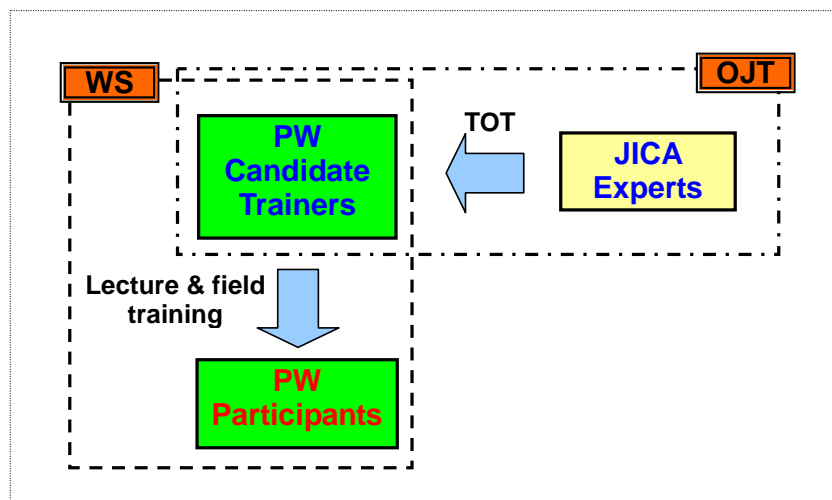 WS
OJT
PW
Candidate
Trainers
TOT
JICA
Experts
Lecture & field
training
PW
Participants